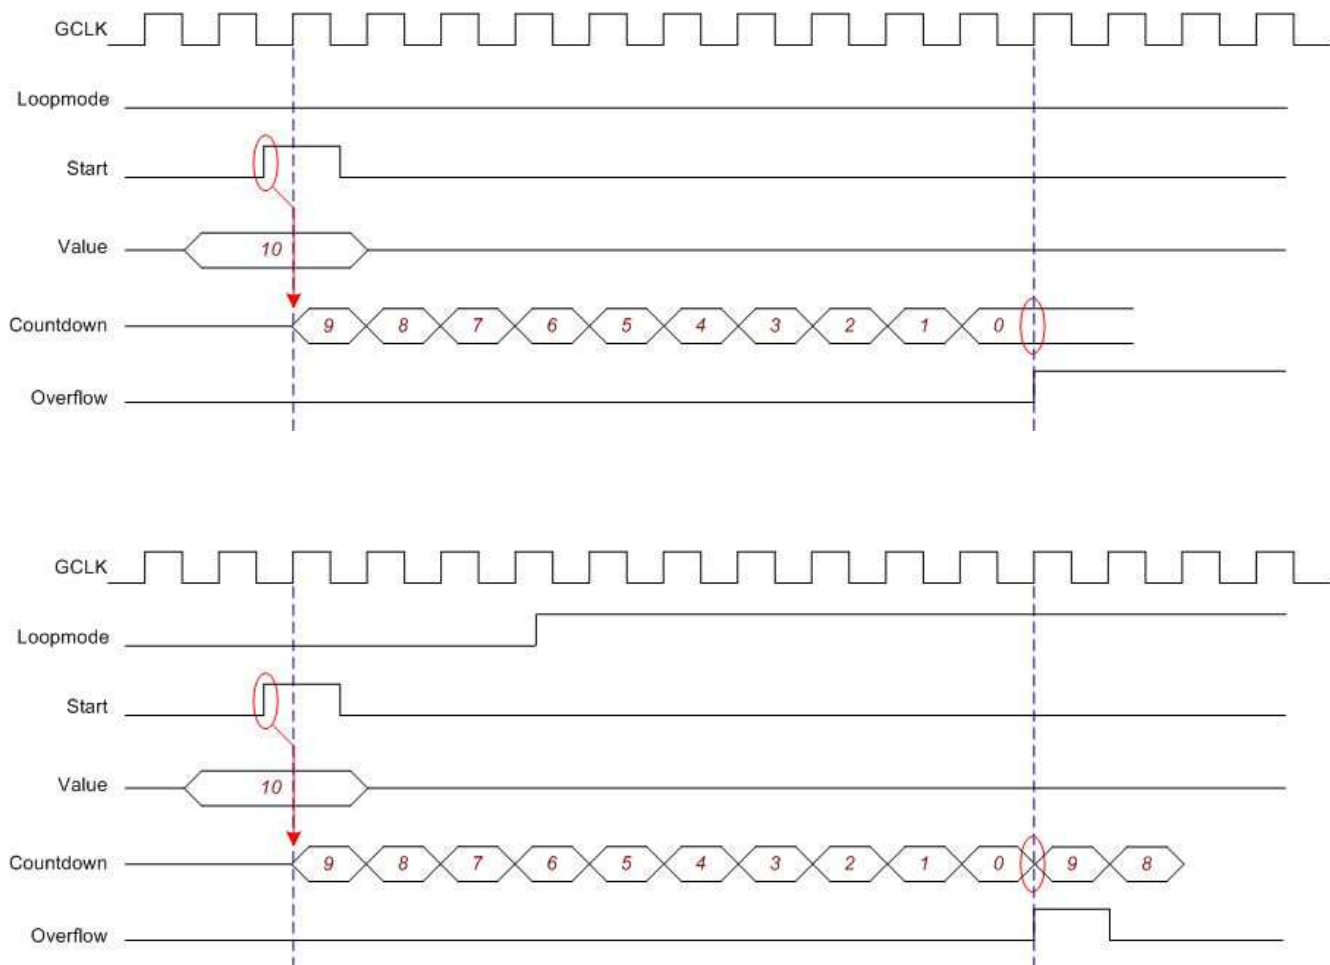 GCLK
Loopmode
Start
Value 10
Countdown 9 8 7 6 5 4 3 2 1 0
Overflow
GCLK
Loopmode
Start
Value 10
Countdown 9 8 7 6 5 4 3 2 1 0 9 8
Overflow